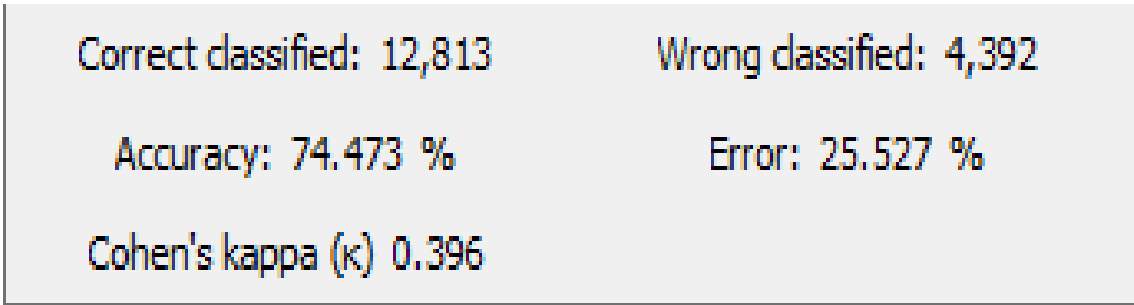 Correct classified: 12,813 Wrong classified: 4,392
Accuracy: 74.473 % Error: 25.527 %
Cohen's kappa (κ) 0.396